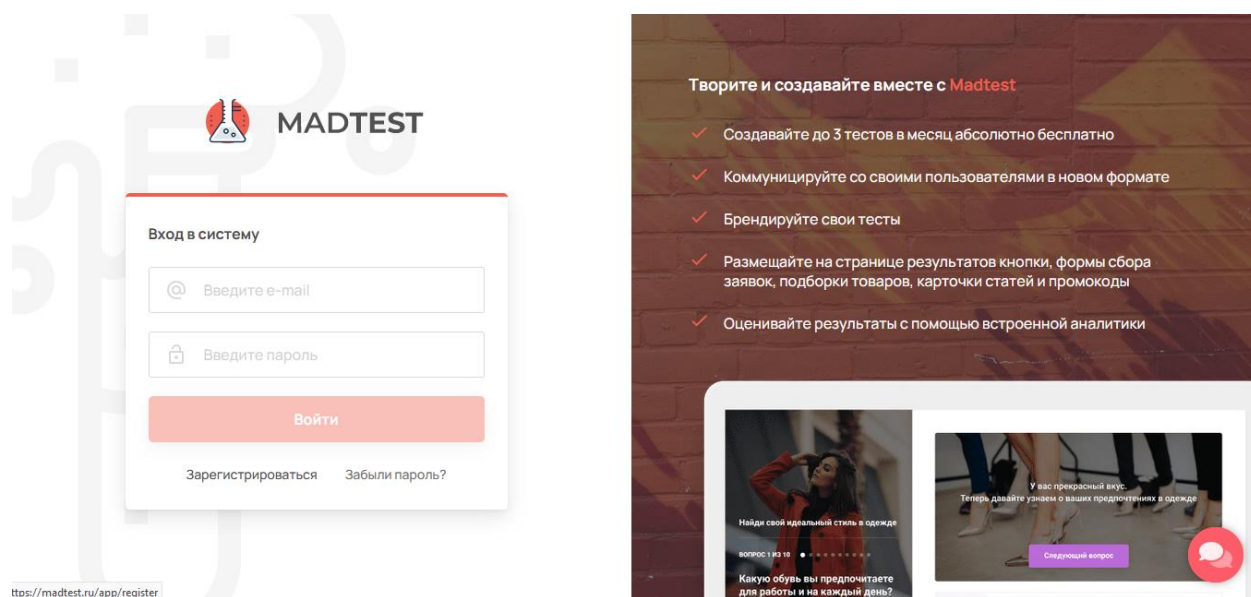 MADTEST
Вход в систему
Введите e-mail
Введите пароль
Войти
Зарегистрироваться Забыли пароль?
ttps://madtest.ru/app/register
Творите и создавайте вместе с Madtest
Создавайте до 3 тестов в месяц абсолютно бесплатно
Коммуницируйте со своими пользователями в новом формате
Брендируйте свои тесты
Размещайте на странице результатов кнопки, формы сбора
заявок, подборки товаров, карточки статей и промокоды
Оценивайте результаты с помощью встроенной аналитики
Найди свой идеальный стиль в одежде
ВОПРОС 1 ИЗ 10
Какую обувь вы предпочитаете
для работы и на каждый день?
У вас прекрасный вкус.
Теперь давайте узнаем о ваших предпочтениях в одежде
Следующий вопрос